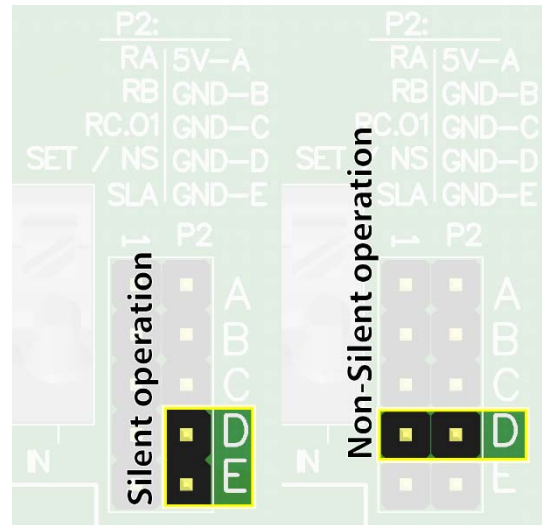 P2:
RA 5V-A
RB GND-B
RC.01 GND-C
SET / NS GND-D
SLA GND-E
1 P2
A
B
C
D
E
IN
Silent operation
P2:
RA 5V-A
RB GND-B
RC.01 GND-C
SET / NS GND-D
SLA GND-E
1 P2
A
B
C
D
E
IN
Non-Silent operation